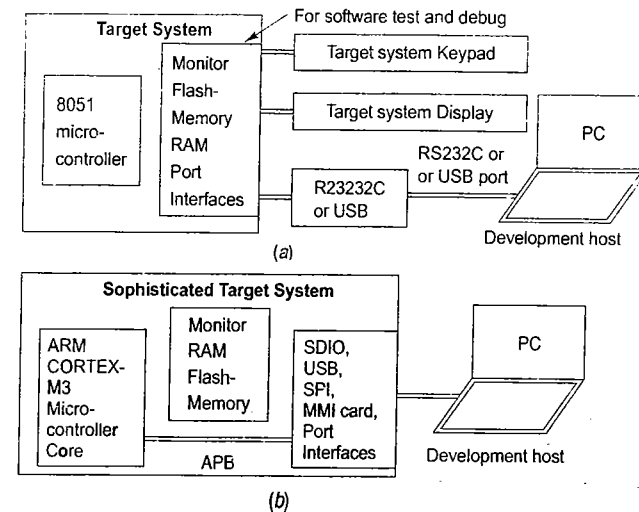 For software test and debug
Target System
Monitor
Flash-
Memory
RAM
Port
Interfaces
8051
micro-
controller
Target system Keypad
Target system Display
R23232C
or USB
RS232C or
or USB port
PC
Development host
(a)
Sophisticated Target System
ARM
CORTEX-
M3
Micro-
controller
Core
Monitor
RAM
Flash-
Memory
APB
SDIO,
USB,
SPI,
MMI card,
Port
Interfaces
PC
Development host
(b)